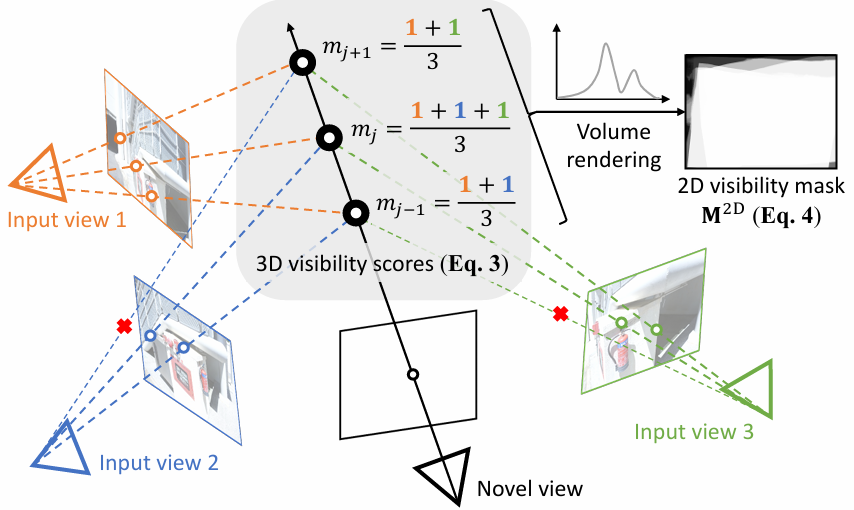 m_{j+1} = \frac{1 + 1}{3}
m_j = \frac{1 + 1 + 1}{3}
m_{j-1} = \frac{1 + 1}{3}
3D visibility scores (Eq. 3)
Volume
rendering
2D visibility mask
M^{2D} (Eq. 4)
Input view 1
Input view 2
Input view 3
Novel view